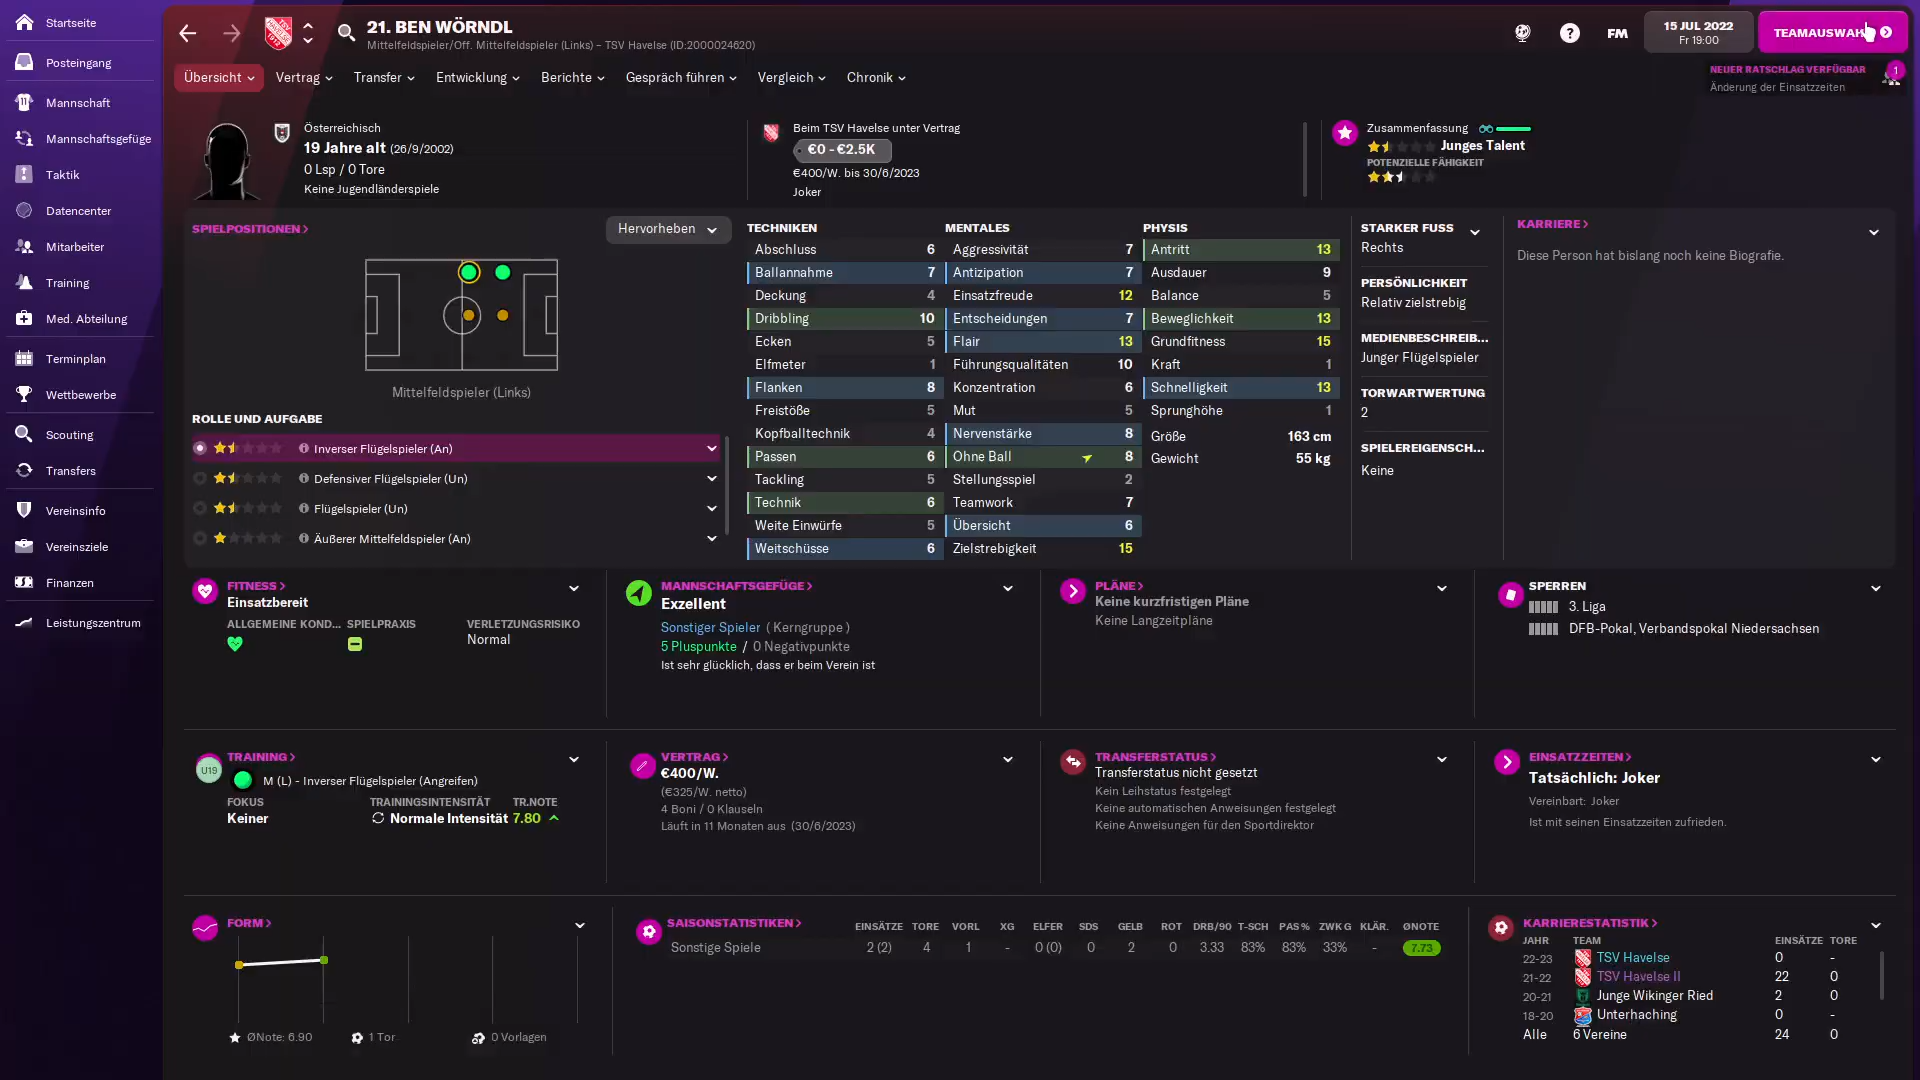 Startseite
Posteingang
Mannschaft
Mannschaftsgefüge
Taktik
Datencenter
Mitarbeiter
Training
Med. Abteilung
Terminplan
Wettbewerbe
Scouting
Transfers
Vereinsinfo
Vereinsziele
Finanzen
Leistungszentrum
21. BEN WÖRNDL
Mittelfeldspieler/Off. Mittelfeldspieler (Links) – TSV Havelse (ID:2000024620)
FM
15 JUL 2022
Fr 19:00
TEAMAUSWAH
Übersicht Vertrag Transfer Entwicklung Berichte Gespräch führen Vergleich Chronik
NEUER RATSCHLAG VERFÜGBAR 1
Änderung der Einsatzzeiten
Österreichisch
19 Jahre alt (26/9/2002)
0 Lsp / 0 Tore
Keine Jugendländerspiele
Beim TSV Havelse unter Vertrag
€0 - €2.5K
€400/W. bis 30/6/2023
Joker
Zusammenfassung
Junges Talent
POTENZIELLE FÄHIGKEIT
SPIELPOSITIONEN
Hervorheben
Mittelfeldspieler (Links)
ROLLE UND AUFGABE
Inverser Flügelspieler (An)
Defensiver Flügelspieler (Un)
Flügelspieler (Un)
Äußerer Mittelfeldspieler (An)
TECHNIKEN
Abschluss 6
Ballannahme 7
Deckung 4
Dribbling 10
Ecken 5
Elfmeter 1
Flanken 8
Freistöße 5
Kopfballtechnik 4
Passen 6
Tackling 5
Technik 6
Weite Einwürfe 5
Weitschüsse 6
MENTALES
Aggressivität 7
Antizipation 7
Einsatzfreude 12
Entscheidungen 7
Flair 13
Führungsqualitäten 10
Konzentration 6
Mut 5
Nervenstärke 8
Ohne Ball 8
Stellungsspiel 2
Teamwork 7
Übersicht 6
Zielstrebigkeit 15
PHYSIS
Antritt 13
Ausdauer 9
Balance 5
Beweglichkeit 13
Grundfitness 15
Kraft 1
Schnelligkeit 13
Sprunghöhe 1
Größe 163 cm
Gewicht 55 kg
STARKER FUSS
Rechts
PERSÖNLICHKEIT
Relativ zielstrebig
MEDIENBESCHREIB...
Junger Flügelspieler
TORWARTWERTUNG
2
SPIELEREIGENSCH...
Keine
KARRIERE
Diese Person hat bislang noch keine Biografie.
FITNESS
Einsatzbereit
ALLGEMEINE KOND... SPIELPRAXIS VERLETZUNGSRISIKO
Normal
MANNSCHAFTSGEFÜGE
Exzellent
Sonstiger Spieler ( Kerngruppe )
5 Pluspunkte / 0 Negativpunkte
Ist sehr glücklich, dass er beim Verein ist
PLÄNE
Keine kurzfristigen Pläne
Keine Langzeitpläne
SPERREN
3. Liga
DFB-Pokal, Verbandspokal Niedersachsen
TRAINING
U19
M (L) - Inverser Flügelspieler (Angreifen)
FOKUS TRAININGSINTENSITÄT TR.NOTE
Keiner Normale Intensität 7.80
VERTRAG
€400/W.
(€325/W. netto)
4 Boni / 0 Klauseln
Läuft in 11 Monaten aus (30/6/2023)
TRANSFERSTATUS
Transferstatus nicht gesetzt
Kein Leihstatus festgelegt
Keine automatischen Anweisungen festgelegt
Keine Anweisungen für den Sportdirektor
EINSATZZEITEN
Tatsächlich: Joker
Vereinbart: Joker
Ist mit seinen Einsatzzeiten zufrieden.
FORM
ØNote: 6.90 1 Tor 0 Vorlagen
SAISONSTATISTIKEN EINSÄTZE TORE VORL XG ELFER SDS GELB ROT DRB/90 T-SCH PAS % ZWK G KLÄR. ØNOTE
Sonstige Spiele 2 (2) 4 1 - 0 (0) 0 2 0 3.33 83% 83% 33% - 7.73
KARRIERESTATISTIK
JAHR TEAM EINSÄTZE TORE
22-23 TSV Havelse 0 -
21-22 TSV Havelse II 22 0
20-21 Junge Wikinger Ried 2 0
18-20 Unterhaching 0 -
Alle 6 Vereine 24 0